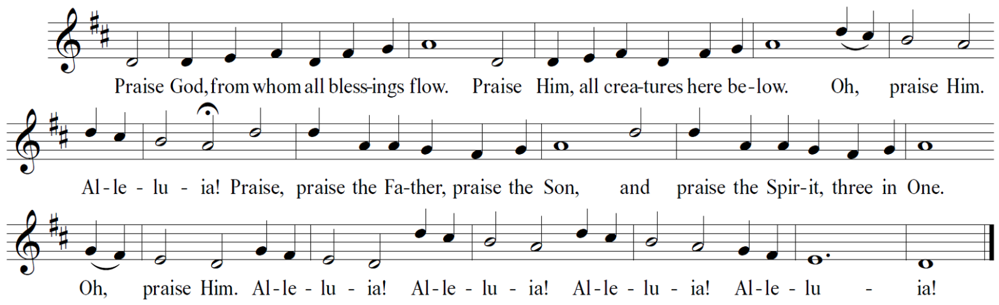 Praise God, from whom all bless-ings flow. Praise Him, all crea-tures here be-low. Oh, praise Him.
Al-le-lu-ia! Praise, praise the Fa-ther, praise the Son, and praise the Spir-it, three in One.
Oh, praise Him. Al-le-lu-ia! Al-le-lu-ia! Al-le-lu-ia! Al-le-lu-ia!